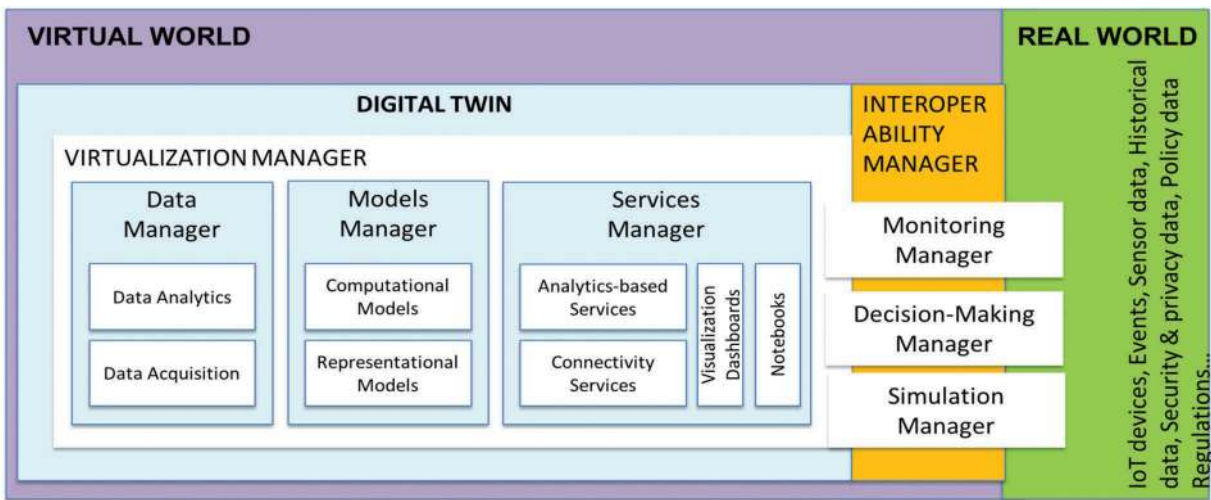 VIRTUAL WORLD
REAL WORLD
DIGITAL TWIN
INTEROPER
ABILITY
MANAGER
VIRTUALIZATION MANAGER
Data
Manager
Data Analytics
Data Acquisition
Models
Manager
Computational
Models
Representational
Models
Services
Manager
Analytics-based
Services
Connectivity
Services
Visualization
Dashboards
Notebooks
Monitoring
Manager
Decision-Making
Manager
Simulation
Manager
IoT devices, Events, Sensor data, Historical
data, Security & privacy data, Policy data
Regulations...